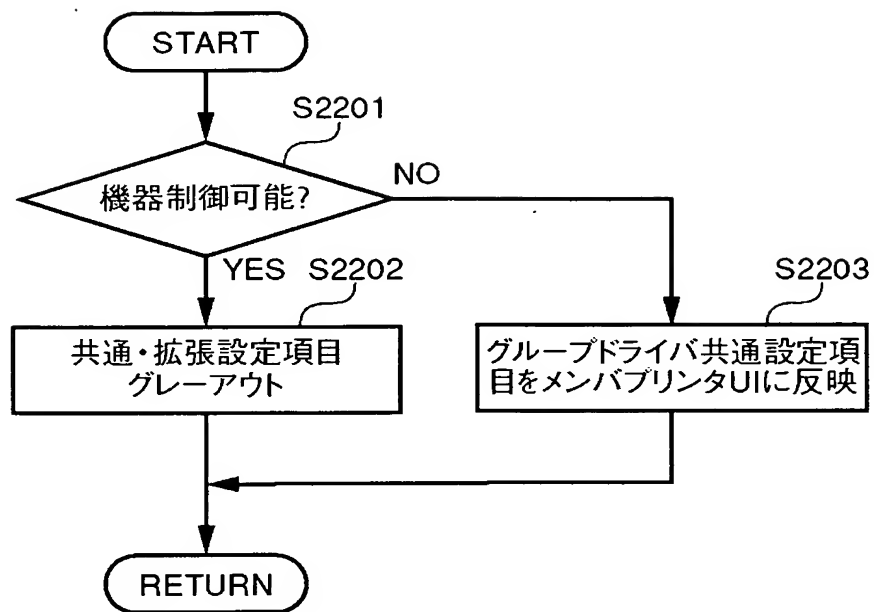 START
S2201
機器制御可能?
NO
YES
S2202
S2203
共通・拡張設定項目
グレーアウト
グループドライバ共通設定項
目をメンバプリンタUIに反映
RETURN